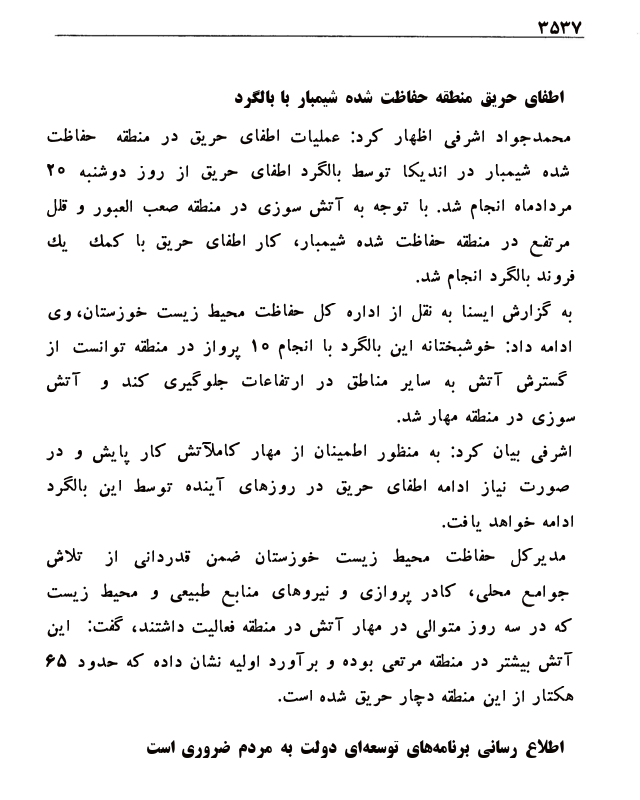 ۳۵۳۷
اطفای حریق منطقه حفاظت شده شیمبار با بالگرد
محمدجواد اشرفی اظهار کرد: عملیات اطفای حریق در منطقه حفاظت
شده شیمبار در اندیکا توسط بالگرد اطفای حریق از روز دوشنبه ۲۰
مردادماه انجام شد. با توجه به آتش سوزی در منطقه صعب العبور و قلل
مرتفع در منطقه حفاظت شده شیمبار، کار اطفای حریق با کمك یك
فروند بالگرد انجام شد.
به گزارش ایسنا به نقل از اداره کل حفاظت محیط زیست خوزستان، وی
ادامه داد: خوشبختانه این بالگرد با انجام ۱۰ پرواز در منطقه توانست از
گسترش آتش به سایر مناطق در ارتفاعات جلوگیری کند و آتش
سوزی در منطقه مهار شد.
اشرفی بیان کرد: به منظور اطمینان از مهار کاملآتش کار پایش و در
صورت نیاز ادامه اطفای حریق در روزهای آینده توسط این بالگرد
ادامه خواهد یافت.
مدیرکل حفاظت محیط زیست خوزستان ضمن قدردانی از تلاش
جوامع محلی، کادر پروازی و نیروهای منابع طبیعی و محیط زیست
که در سه روز متوالی در مهار آتش در منطقه فعالیت داشتند، گفت: این
آتش بیشتر در منطقه مرتعی بوده و برآورد اولیه نشان داده که حدود ۶۵
هکتار از این منطقه دچار حریق شده است.
اطلاع رسانی برنامه‌های توسعه‌ای دولت به مردم ضروری است